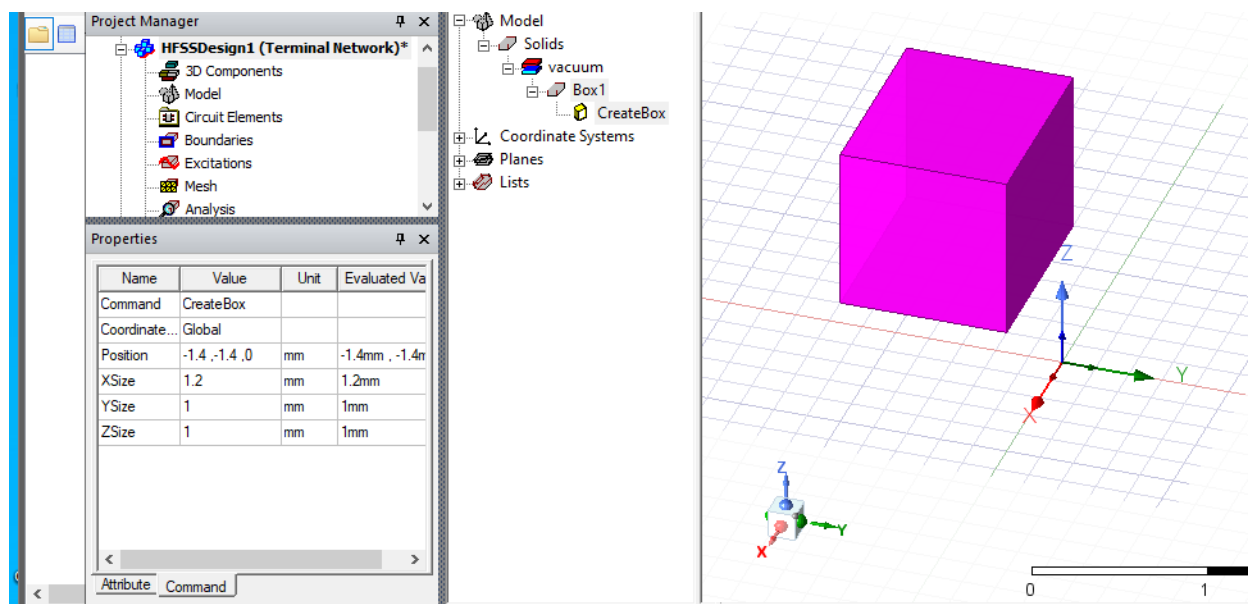 Project Manager
HFSSDesign1 (Terminal Network)*
3D Components
Model
Circuit Elements
Boundaries
Excitations
Mesh
Analysis
Properties
Name Value Unit Evaluated Va
Command CreateBox
Coordinate... Global
Position -1.4 ,-1.4 ,0 mm -1.4mm , -1.4m
XSize 1.2 mm 1.2mm
YSize 1 mm 1mm
ZSize 1 mm 1mm
Attribute Command
Model
Solids
vacuum
Box1
CreateBox
Coordinate Systems
Planes
Lists
Z
Y
X
Z
Y
X
0 1